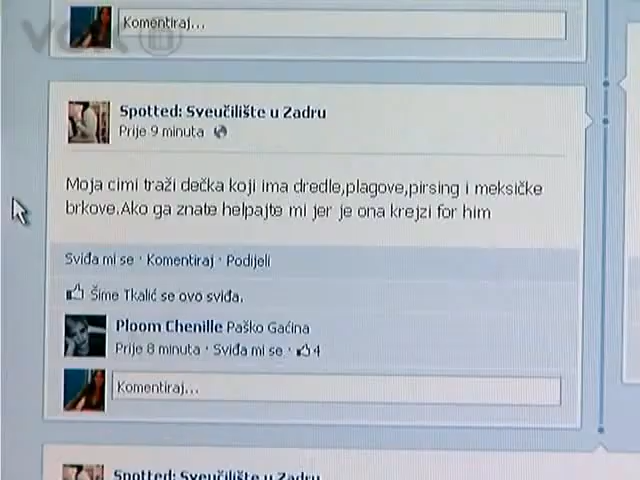 VOX
Komentiraj...
Spotted: Sveučilište u Zadru
Prije 9 minuta
Moja cimi traži dečka koji ima dredle,plagove,pirsing i meksičke
brkove.Ako ga znate helpajte mi jer je ona krejzi for him
Sviđa mi se · Komentiraj · Podijeli
Šime Tkalić se ovo sviđa.
Ploom Chenille Paško Gaćina
Prije 8 minuta · Sviđa mi se · 4
Komentiraj...
Spotted: Sveučilište u Zadru